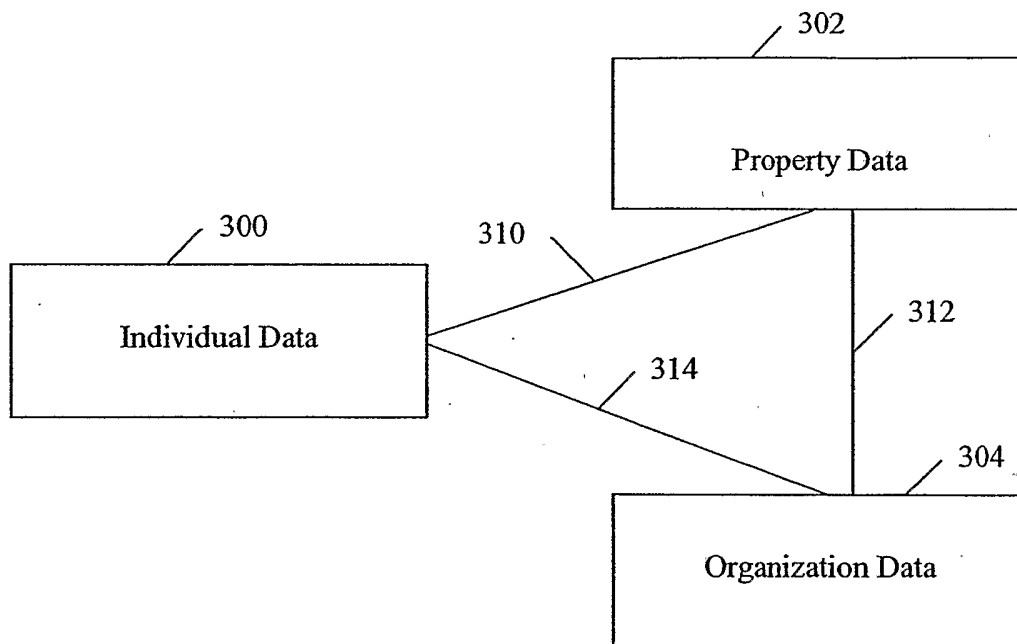 302
Property Data
300
310
Individual Data
312
314
304
Organization Data